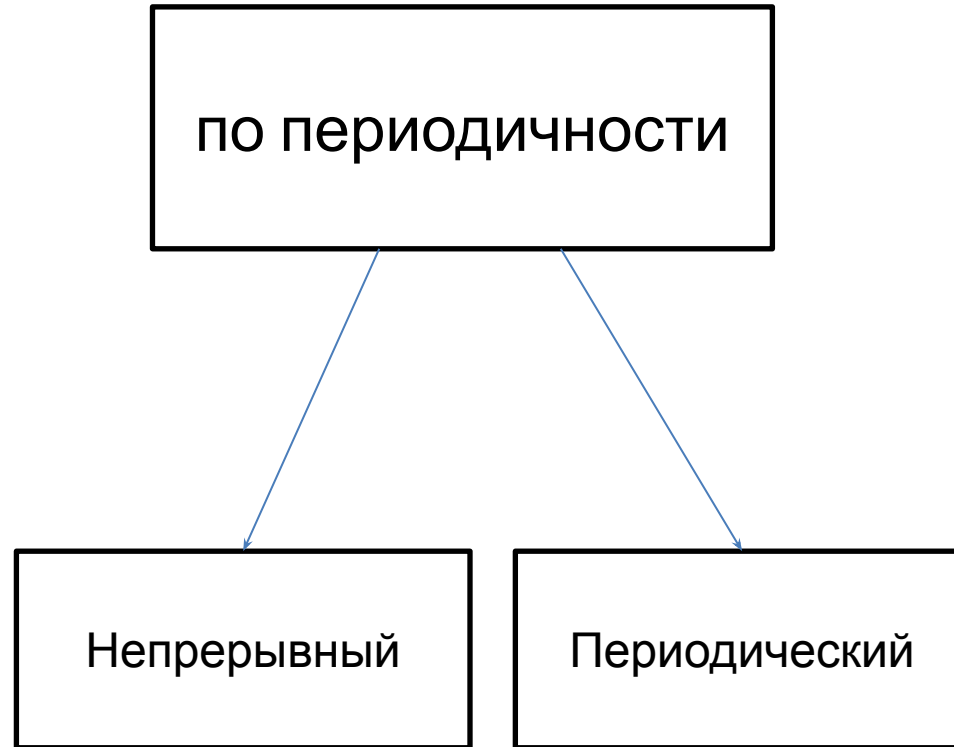 по периодичности
Непрерывный
Периодический